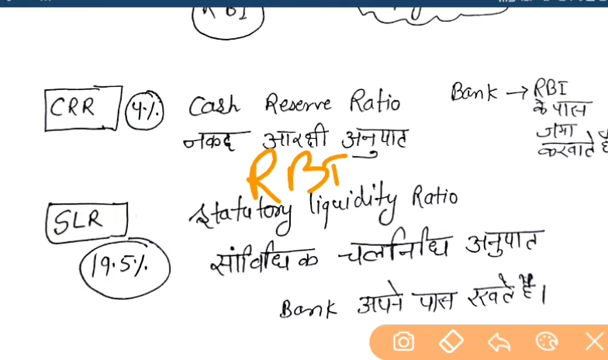 RBI
CRR 4% Cash Reserve Ratio Bank → RBI
के पास
नकद आरक्षी अनुपात जमा
करवाते है
RBI
SLR Statutory liquidity Ratio
19.5% सांविधिक चलनिधि अनुपात
Bank अपने पास रखते है।